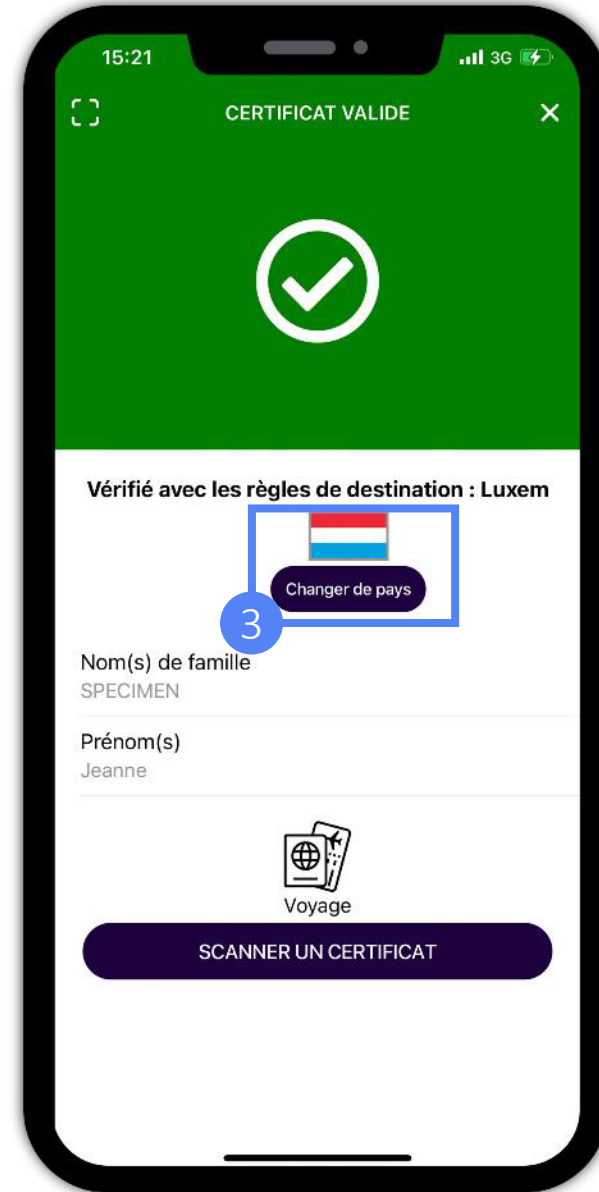 15:21 3G
CERTIFICAT VALIDE
Vérifié avec les règles de destination : Luxem
Changer de pays
3
Nom(s) de famille
SPECIMEN
Prénom(s)
Jeanne
Voyage
SCANNER UN CERTIFICAT